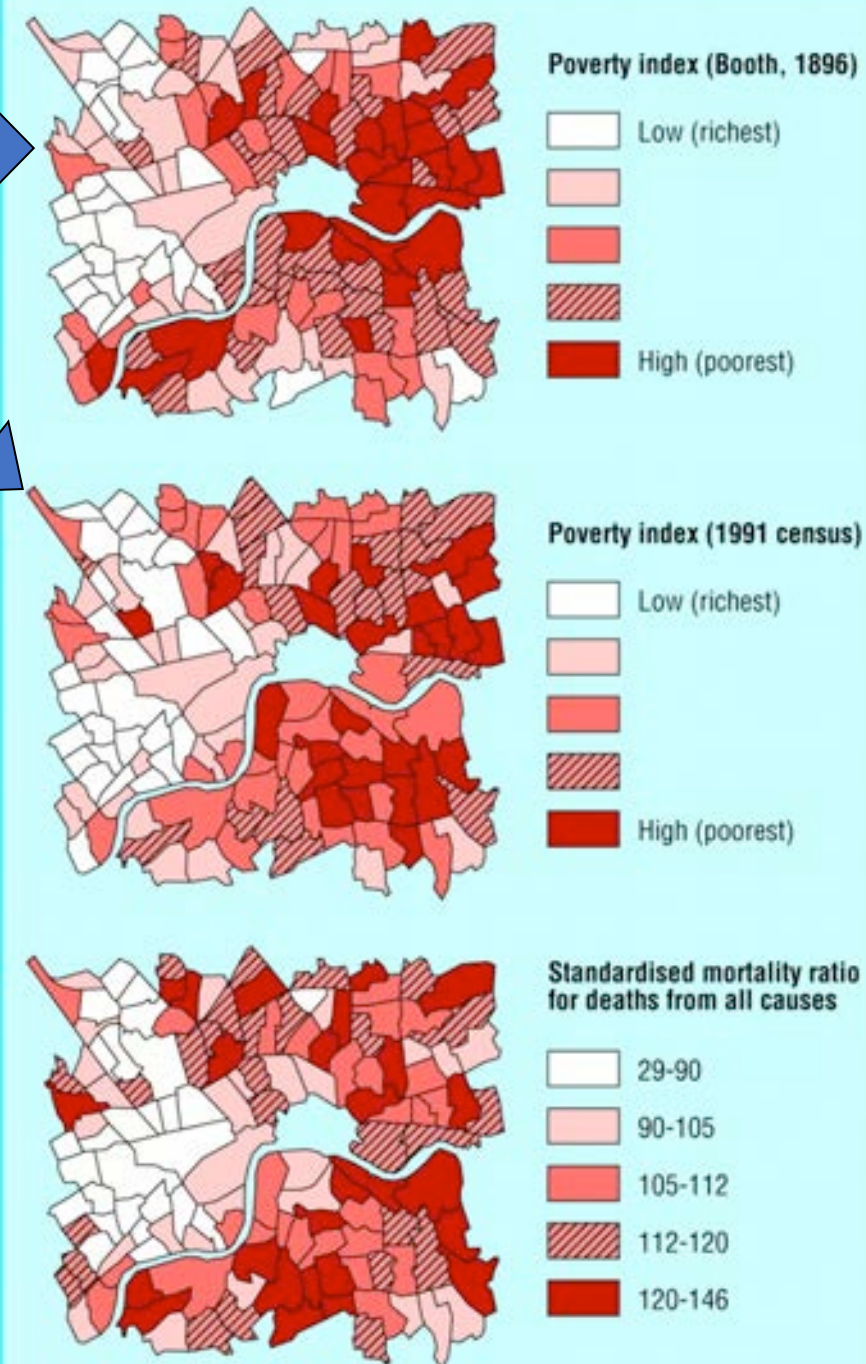 Poverty index (Booth, 1896)
Low (richest)
High (poorest)
Poverty index (1991 census)
Low (richest)
High (poorest)
Standardised mortality ratio
for deaths from all causes
29-90
90-105
105-112
112-120
120-146